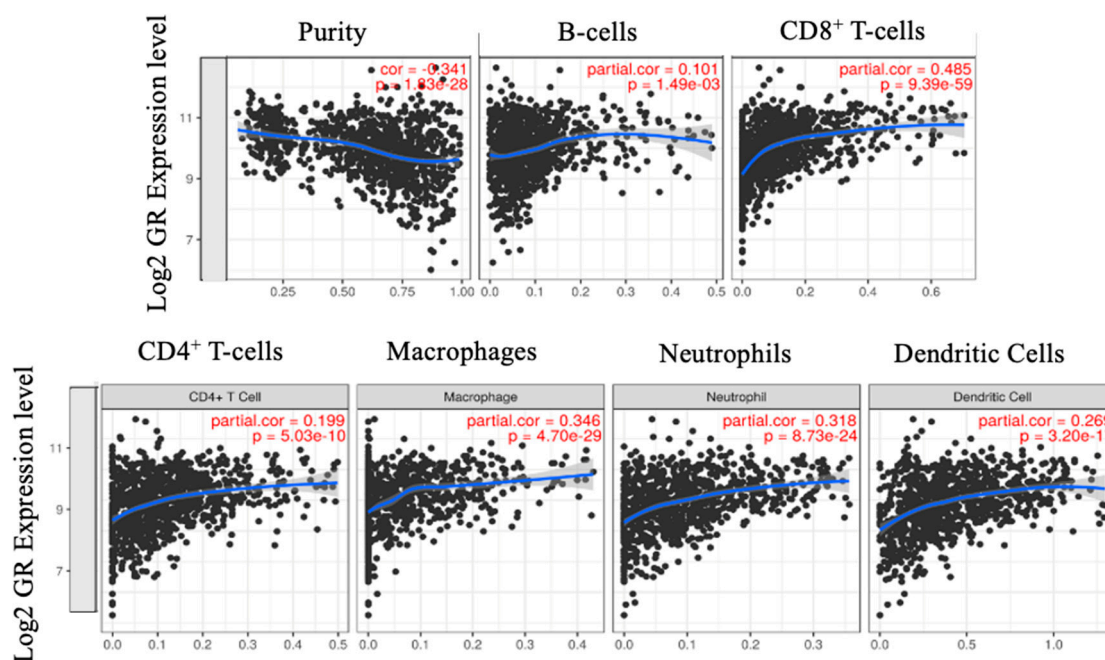 Purity
B-cells
CD8+ T-cells
Log2 GR Expression level
cor = -0.341
p = 1.83e-28
partial.cor = 0.101
p = 1.49e-03
partial.cor = 0.485
p = 9.39e-59
11
9
7
0.25 0.50 0.75 1.00
0.0 0.1 0.2 0.3 0.4 0.5
0.0 0.2 0.4 0.6
CD4+ T-cells
Macrophages
Neutrophils
Dendritic Cells
Log2 GR Expression level
CD4+ T Cell
Macrophage
Neutrophil
Dendritic Cell
partial.cor = 0.199
p = 5.03e-10
partial.cor = 0.346
p = 4.70e-29
partial.cor = 0.318
p = 8.73e-24
partial.cor = 0.269
p = 3.20e-1
11
9
7
0.0 0.1 0.2 0.3 0.4 0.5
0.0 0.1 0.2 0.3 0.4
0.0 0.1 0.2 0.3
0.0 0.5 1.0